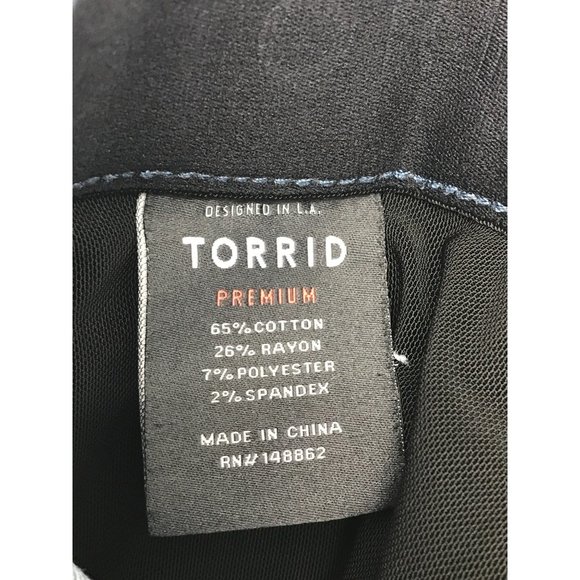 DESIGNED IN L.A.
TORRID
PREMIUM
65% COTTON
26% RAYON
7% POLYESTER
2% SPANDEX
MADE IN CHINA
RN# 148862